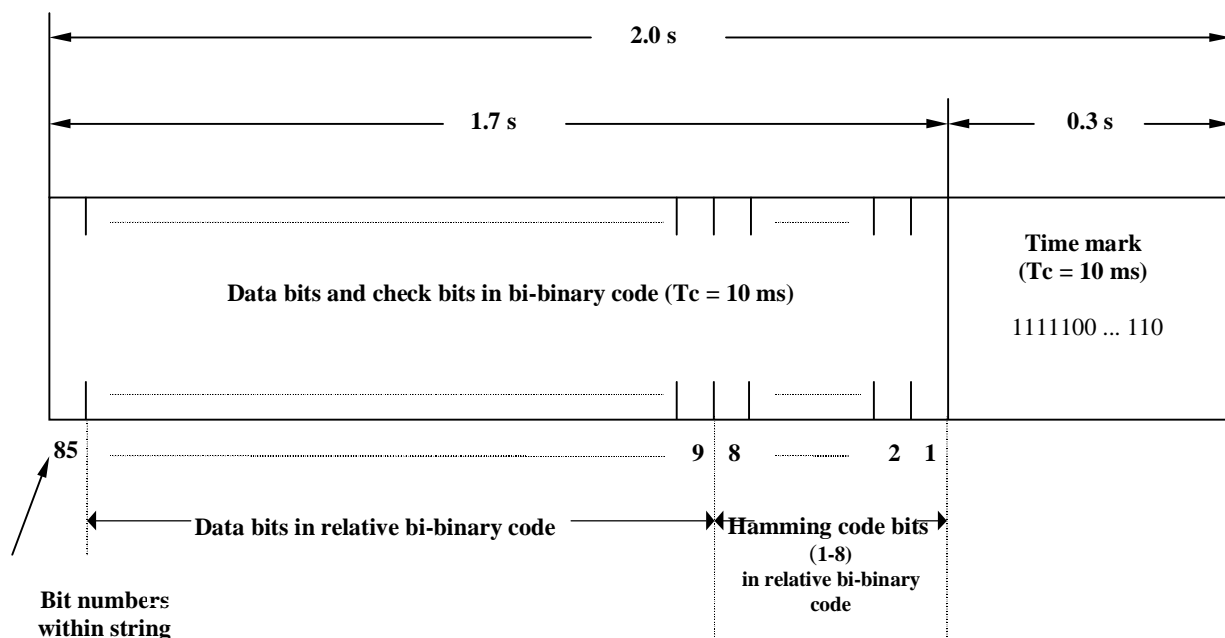 2.0 s
1.7 s
0.3 s
Time mark
(Tc = 10 ms)
Data bits and check bits in bi-binary code (Tc = 10 ms)
1111100 ... 110
85
9
8
2
1
Data bits in relative bi-binary code
Hamming code bits
(1-8)
in relative bi-binary
code
Bit numbers
within string